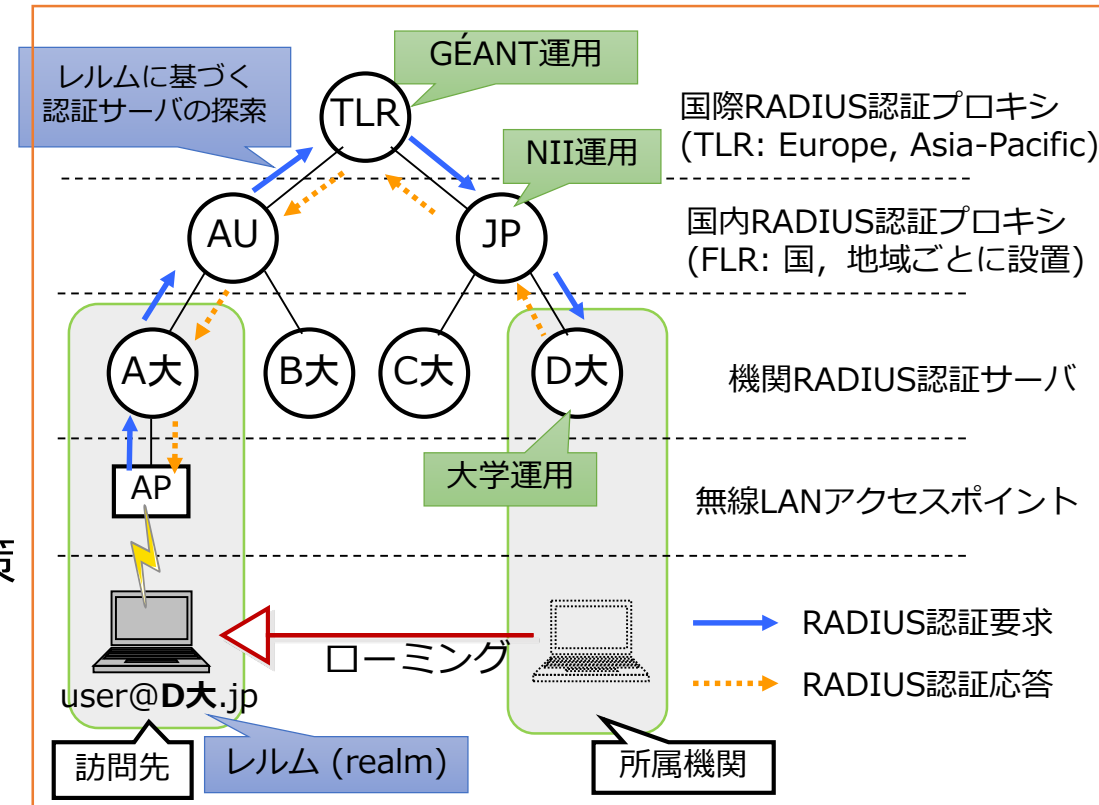 GÉANT運用
レルムに基づく
認証サーバの探索
TLR
国際RADIUS認証プロキシ
(TLR: Europe, Asia-Pacific)
NII運用
AU
JP
国内RADIUS認証プロキシ
(FLR: 国，地域ごとに設置)
A大
B大
C大
D大
機関RADIUS認証サーバ
大学運用
AP
無線LANアクセスポイント
ローミング
RADIUS認証要求
user@D大.jp
RADIUS認証応答
訪問先
レルム (realm)
所属機関